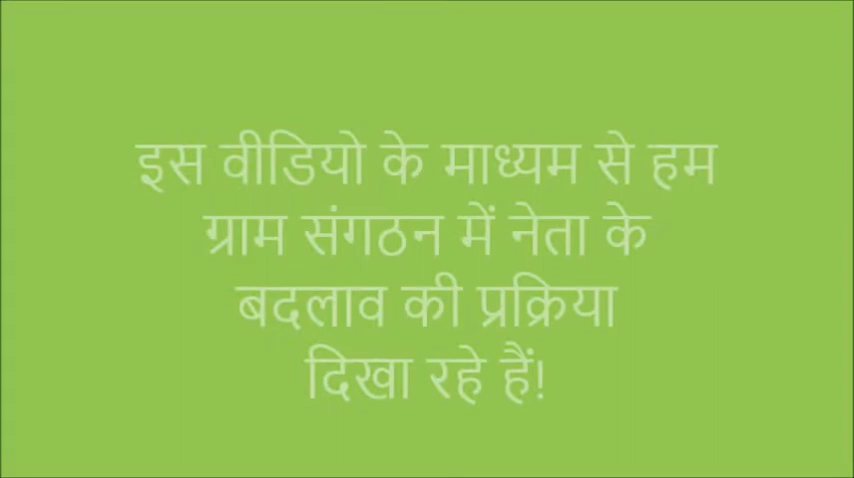 इस वीडियो के माध्यम से हम
ग्राम संगठन में नेता के
बदलाव की प्रक्रिया
दिखा रहे हैं!